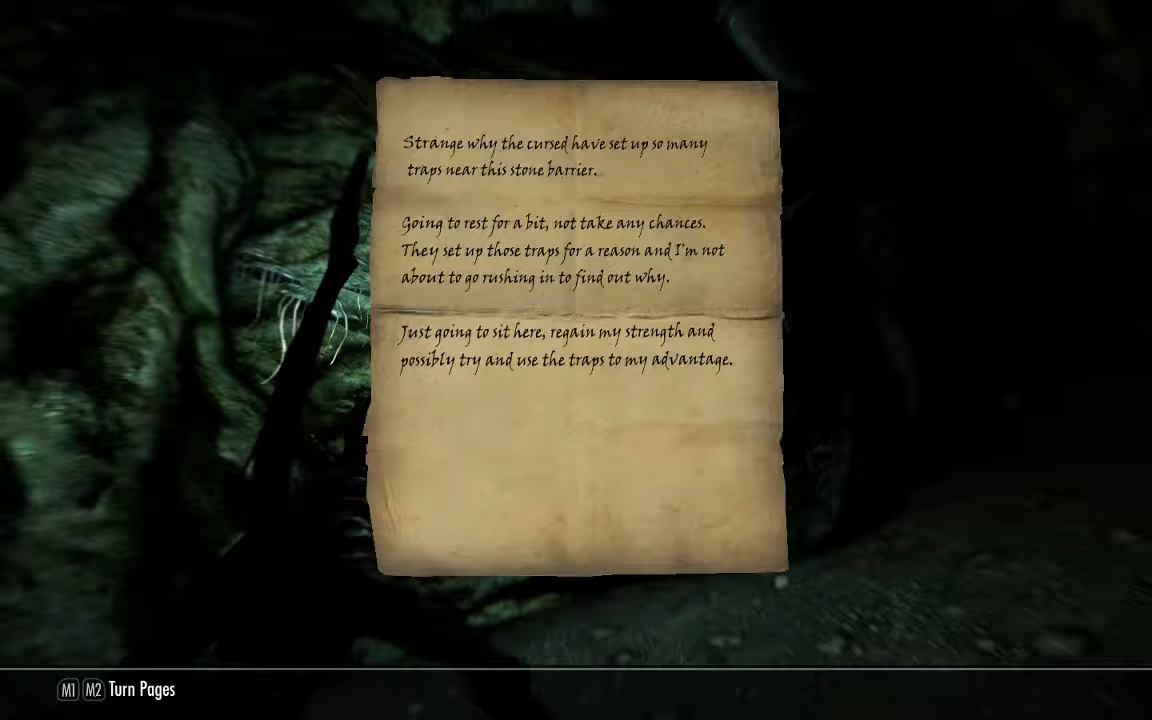 Strange why the cursed have set up so many
traps near this stone barrier.
Going to rest for a bit, not take any chances.
They set up those traps for a reason and I'm not
about to go rushing in to find out why.
Just going to sit here, regain my strength and
possibly try and use the traps to my advantage.
M1 M2 Turn Pages